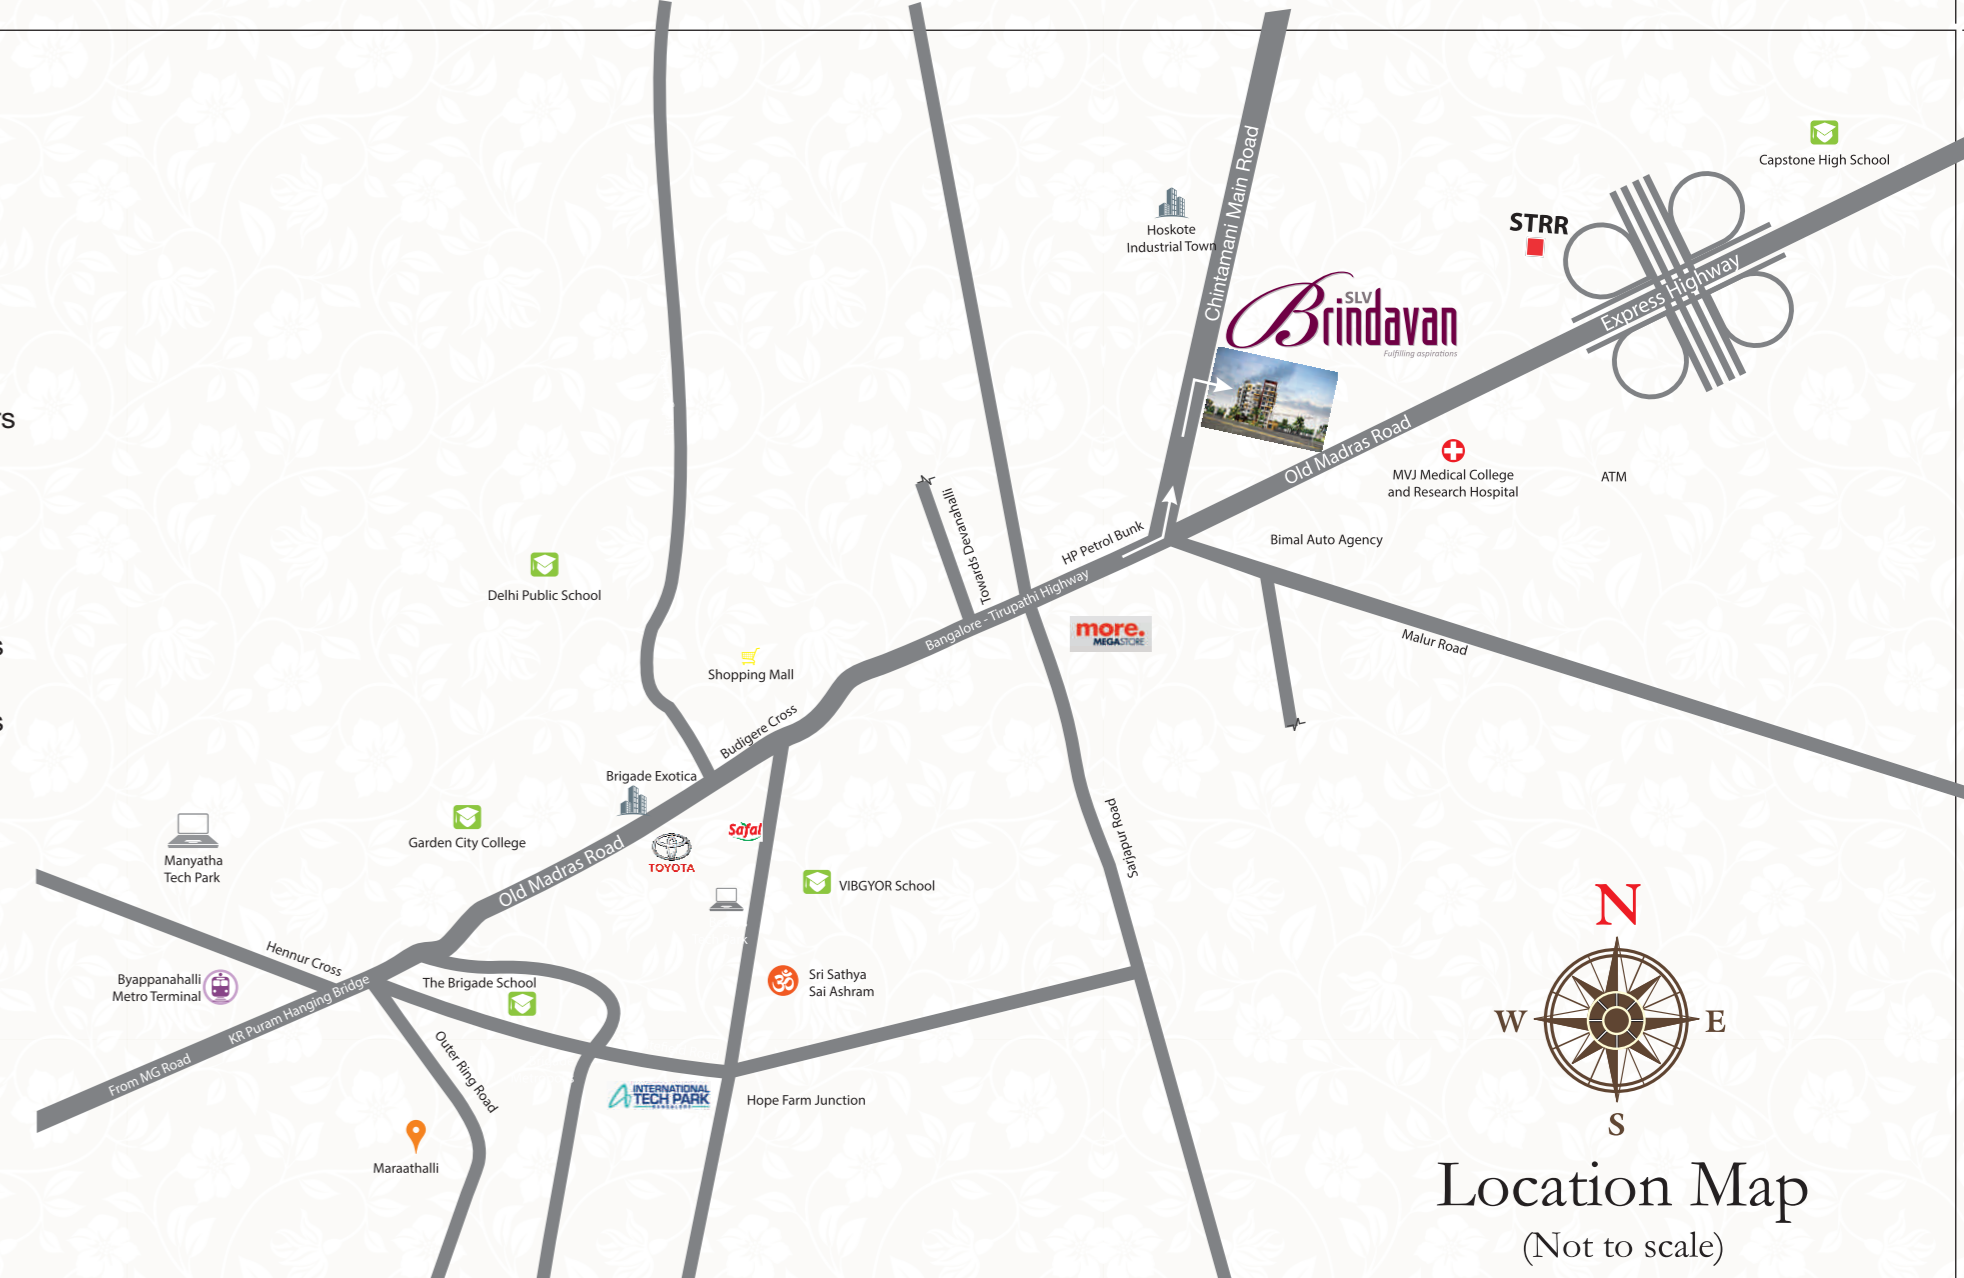 Capstone High School
STRR
Chintamani Main Road
Hoskote
Industrial Town
Express Highway
SLV
Brindavan
Fulfilling aspirations
rs
Old Madras Road
MVJ Medical College
and Research Hospital
ATM
Towards Devanahalli
HP Petrol Bunk
Bimal Auto Agency
Delhi Public School
Bangalore - Tirupathi Highway
more.
MEGASTORE
Malur Road
s
Shopping Mall
s
Budigere Cross
Brigade Exotica
Sarjapur Road
Safal
Garden City College
Old Madras Road
TOYOTA
Manyatha
Tech Park
VIBGYOR School
N
k
Hennur Cross
Byappanahalli
Metro Terminal
The Brigade School
Sri Sathya
Sai Ashram
KR Puram Hanging Bridge
W
E
From MG Road
Outer Ring Road
INTERNATIONAL
TECH PARK
BANGALORE
Hope Farm Junction
S
Maraathalli
Location Map
(Not to scale)